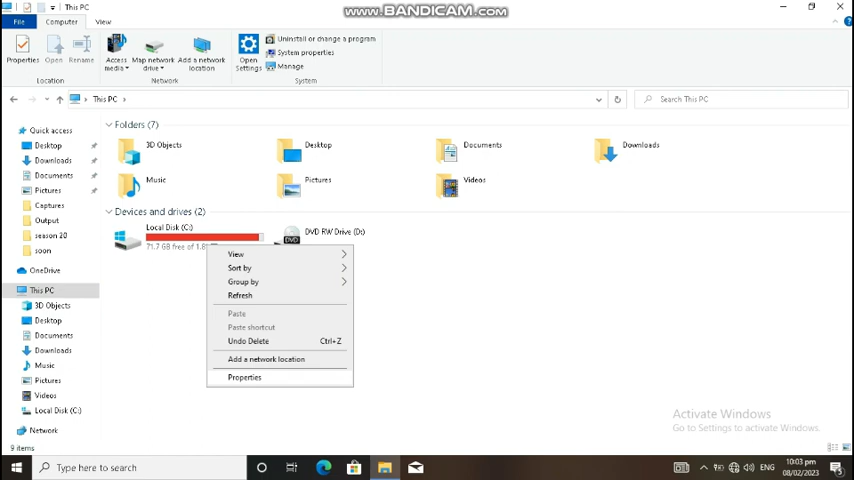 This PC
WWW.BANDICAM.COM
File
Computer
View
Properties
Open
Rename
Access media
Map network drive
Add a network location
Open Settings
Uninstall or change a program
System properties
Manage
Location
Network
System
This PC
Search This PC
Quick access
Desktop
Downloads
Documents
Pictures
Captures
Output
season 20
soon
OneDrive
This PC
3D Objects
Desktop
Documents
Downloads
Music
Pictures
Videos
Local Disk (C:)
Network
Folders (7)
3D Objects
Desktop
Documents
Downloads
Music
Pictures
Videos
Devices and drives (2)
Local Disk (C:)
71.7 GB free of
DVD RW Drive (D:)
DVD
View
Sort by
Group by
Refresh
Paste
Paste shortcut
Undo Delete Ctrl+Z
Add a network location
Properties
Activate Windows
Go to Settings to activate Windows.
9 items
Type here to search
ENG
10:03 pm
08/02/2023